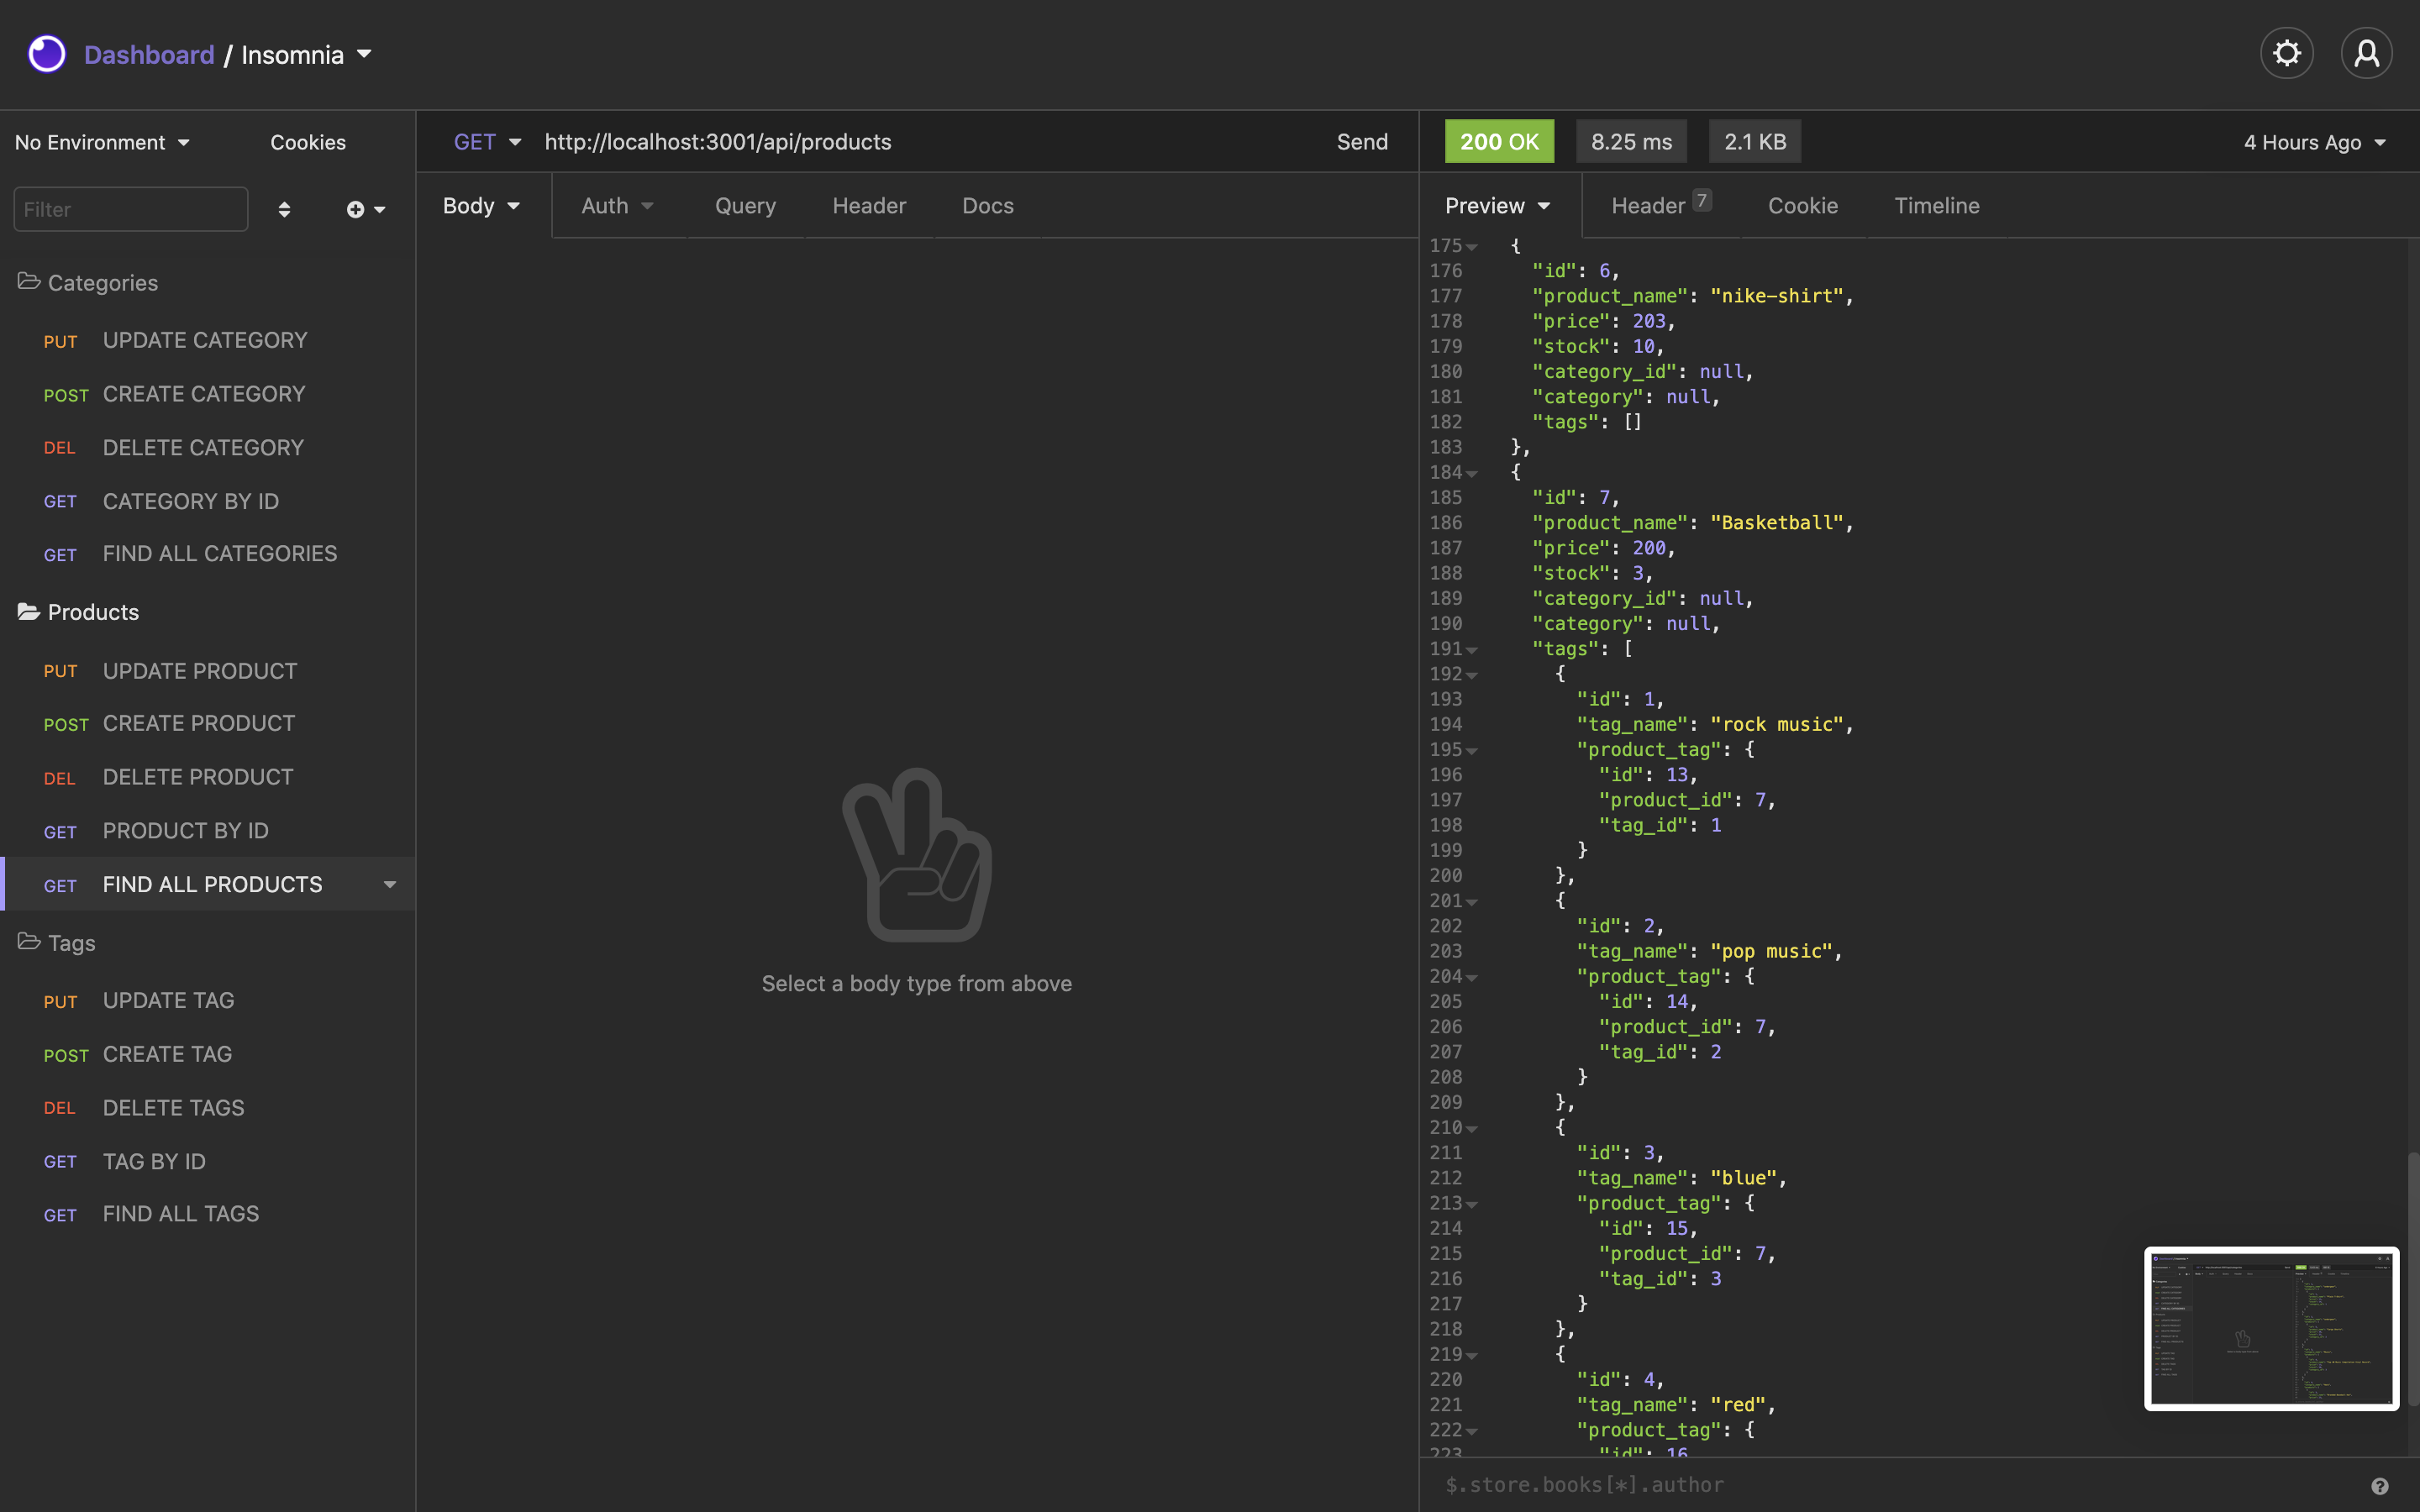 Dashboard / Insomnia
No Environment Cookies
Filter
Categories
PUT UPDATE CATEGORY
POST CREATE CATEGORY
DEL DELETE CATEGORY
GET CATEGORY BY ID
GET FIND ALL CATEGORIES
Products
PUT UPDATE PRODUCT
POST CREATE PRODUCT
DEL DELETE PRODUCT
GET PRODUCT BY ID
GET FIND ALL PRODUCTS
Tags
PUT UPDATE TAG
POST CREATE TAG
DEL DELETE TAGS
GET TAG BY ID
GET FIND ALL TAGS
GET http://localhost:3001/api/products Send
Body Auth Query Header Docs
Select a body type from above
200 OK 8.25 ms 2.1 KB 4 Hours Ago
Preview Header 7 Cookie Timeline
175 {
176 "id": 6,
177 "product_name": "nike-shirt",
178 "price": 203,
179 "stock": 10,
180 "category_id": null,
181 "category": null,
182 "tags": []
183 },
184 {
185 "id": 7,
186 "product_name": "Basketball",
187 "price": 200,
188 "stock": 3,
189 "category_id": null,
190 "category": null,
191 "tags": [
192 {
193 "id": 1,
194 "tag_name": "rock music",
195 "product_tag": {
196 "id": 13,
197 "product_id": 7,
198 "tag_id": 1
199 }
200 },
201 {
202 "id": 2,
203 "tag_name": "pop music",
204 "product_tag": {
205 "id": 14,
206 "product_id": 7,
207 "tag_id": 2
208 }
209 },
210 {
211 "id": 3,
212 "tag_name": "blue",
213 "product_tag": {
214 "id": 15,
215 "product_id": 7,
216 "tag_id": 3
217 }
218 },
219 {
220 "id": 4,
221 "tag_name": "red",
222 "product_tag": {
223 "id": 16
$.store.books[*].author